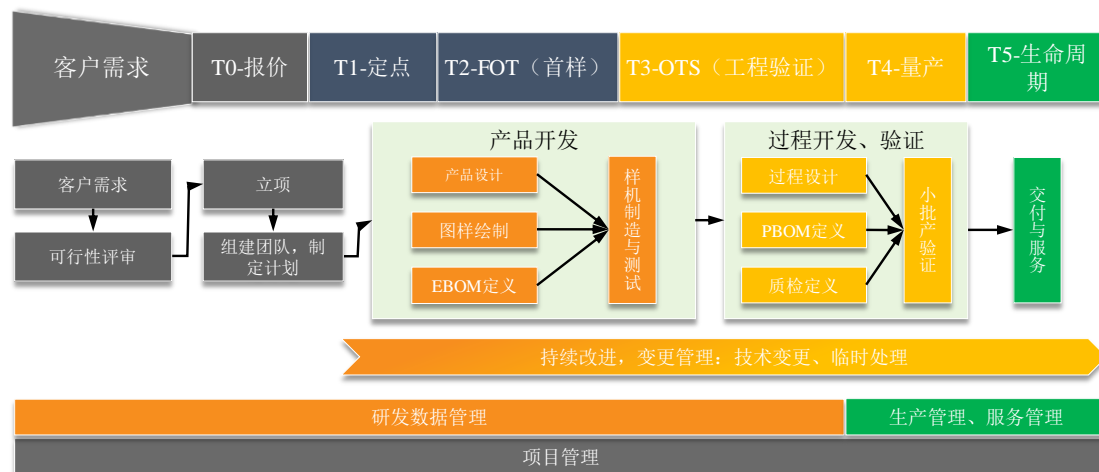 客户需求
T0-报价
T1-定点
T2-FOT（首样）
T3-OTS（工程验证）
T4-量产
T5-生命周
期
客户需求
可行性评审
立项
组建团队，制
定计划
产品开发
产品设计
图样绘制
EBOM定义
样机制造与测试
过程开发、验证
过程设计
PBOM定义
质检定义
小批产验证
交付与服务
持续改进，变更管理：技术变更、临时处理
研发数据管理
生产管理、服务管理
项目管理